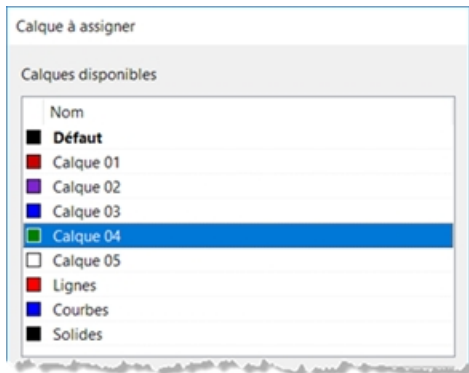 Calque à assigner
Calques disponibles
Nom
Défaut
Calque 01
Calque 02
Calque 03
Calque 04
Calque 05
Lignes
Courbes
Solides